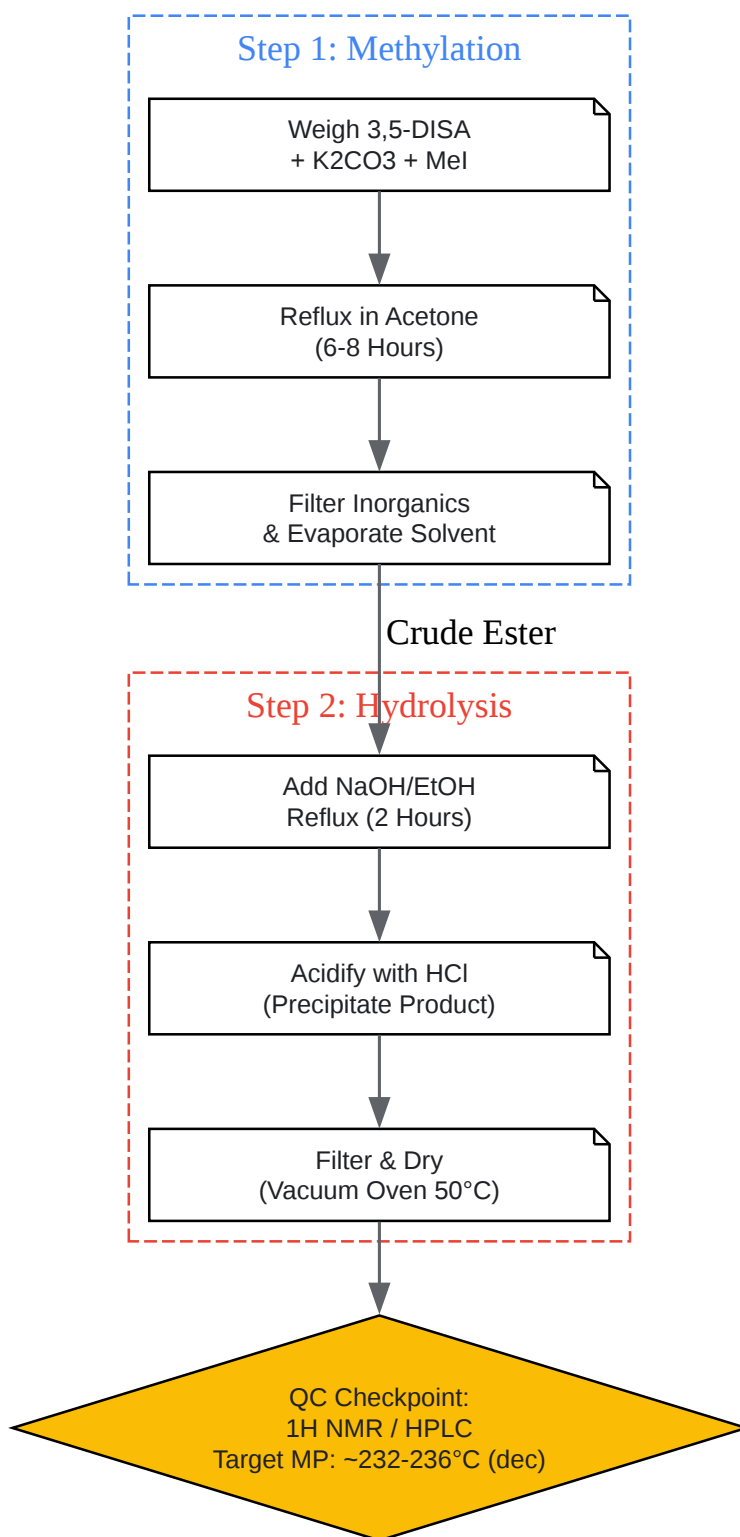 Step 1: Methylation
Weigh 3,5-DISA
+ K2CO3 + MeI
Reflux in Acetone
(6-8 Hours)
Filter Inorganics
& Evaporate Solvent
Crude Ester
Step 2: Hydrolysis
Add NaOH/EtOH
Reflux (2 Hours)
Acidify with HCl
(Precipitate Product)
Filter & Dry
(Vacuum Oven 50°C)
QC Checkpoint:
1H NMR / HPLC
Target MP: ~232-236°C (dec)